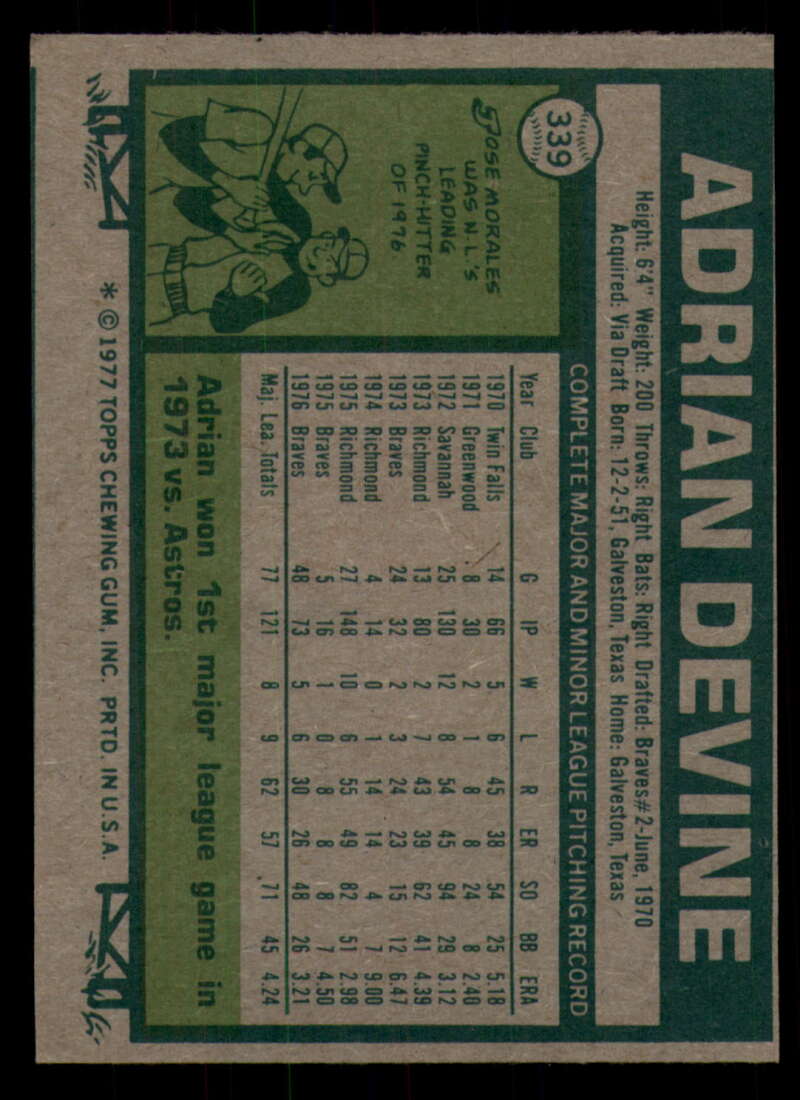 ADRIAN DEVINE
339
Height: 6'4" Weight: 200 Throws: Right Bats: Right Drafted: Braves #2-June, 1970
Acquired: Via Draft Born: 12-2-51, Galveston, Texas Home: Galveston, Texas
COMPLETE MAJOR AND MINOR LEAGUE PITCHING RECORD
Year Club G IP W L R ER SO BB ERA
1970 Twin Falls 14 66 5 6 45 38 54 25 5.18
1971 Greenwood 8 30 2 1 8 8 24 8 2.40
1972 Savannah 25 130 12 8 54 45 94 29 3.12
1973 Richmond 13 80 2 7 43 39 62 41 4.39
1973 Braves 24 32 2 3 24 23 15 12 6.47
1974 Richmond 4 14 0 1 14 14 4 7 9.00
1975 Richmond 27 148 10 6 55 49 82 51 2.98
1975 Braves 5 16 1 0 8 8 8 7 4.50
1976 Braves 48 73 5 6 30 26 48 26 3.21
Maj. Lea. Totals 77 121 8 9 62 57 71 45 4.24
JOSE MORALES
WAS N.L.'S
LEADING
PINCH-HITTER
OF 1976
Adrian won 1st major league game in
1973 vs. Astros.
* © 1977 TOPPS CHEWING GUM, INC. PRTD. IN U.S.A.